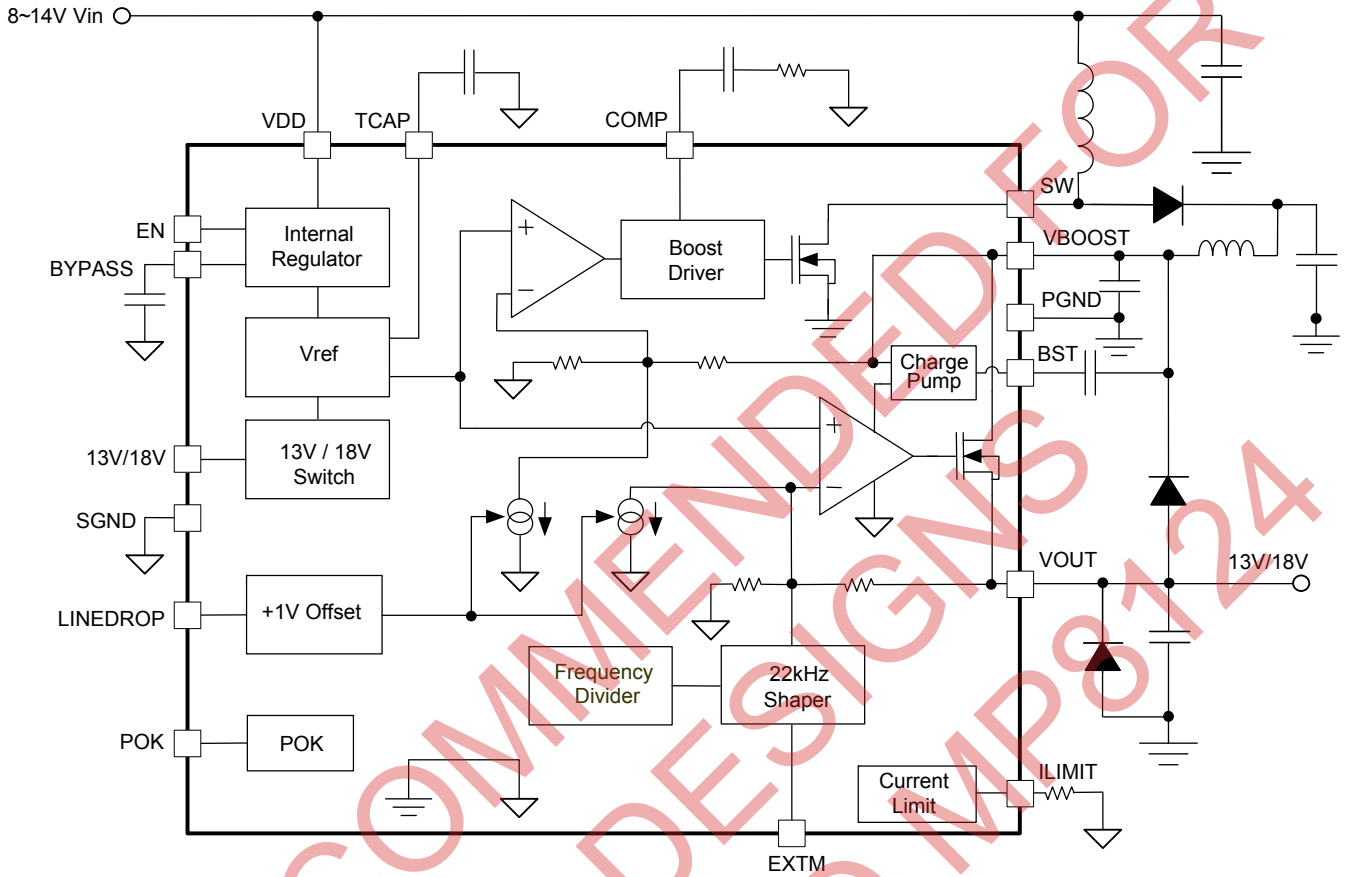 8~14V Vin
VDD
TCAP
COMP
SW
EN
Internal
Regulator
Boost
Driver
VBOOST
BYPASS
PGND
Vref
Charge
Pump
BST
13V/18V
13V / 18V
Switch
SGND
VOUT
13V/18V
LINEDROP
+1V Offset
Frequency
Divider
22kHz
Shaper
POK
POK
Current
Limit
ILIMIT
EXTM
COMMENDED FOR
DESIGNS
MP8124